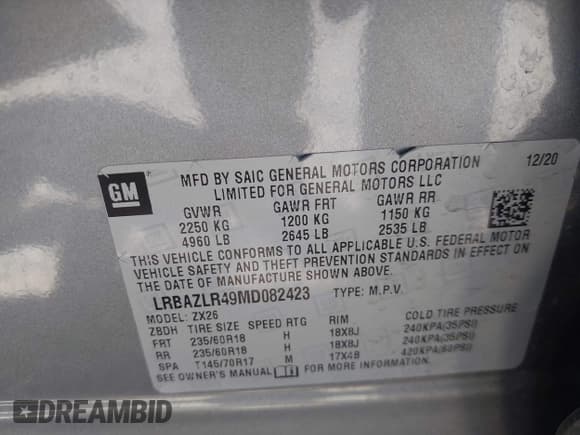 GM
MFD BY SAIC GENERAL MOTORS CORPORATION
LIMITED FOR GENERAL MOTORS LLC
12/20
GVWR GAWR FRT GAWR RR
2250 KG 1200 KG 1150 KG
4960 LB 2645 LB 2535 LB
THIS VEHICLE CONFORMS TO ALL APPLICABLE U.S. FEDERAL MOTOR
VEHICLE SAFETY AND THEFT PREVENTION STANDARDS IN EFFECT ON
THE DATE OF MANUFACTURE SHOWN ABOVE.
LRBAZLR49MD082423 TYPE: M.P.V.
MODEL: ZX26
ZBDH TIRE SIZE SPEED RTG RIM COLD TIRE PRESSURE
FRT 235/60R18 H 18X8J 240KPA(35PSI)
RR 235/60R18 H 18X8J 240KPA(35PSI)
SPA T145/70R17 M 17X4B 420KPA(60PSI)
SEE OWNER'S MANUAL FOR MORE INFORMATION
DREAMBID